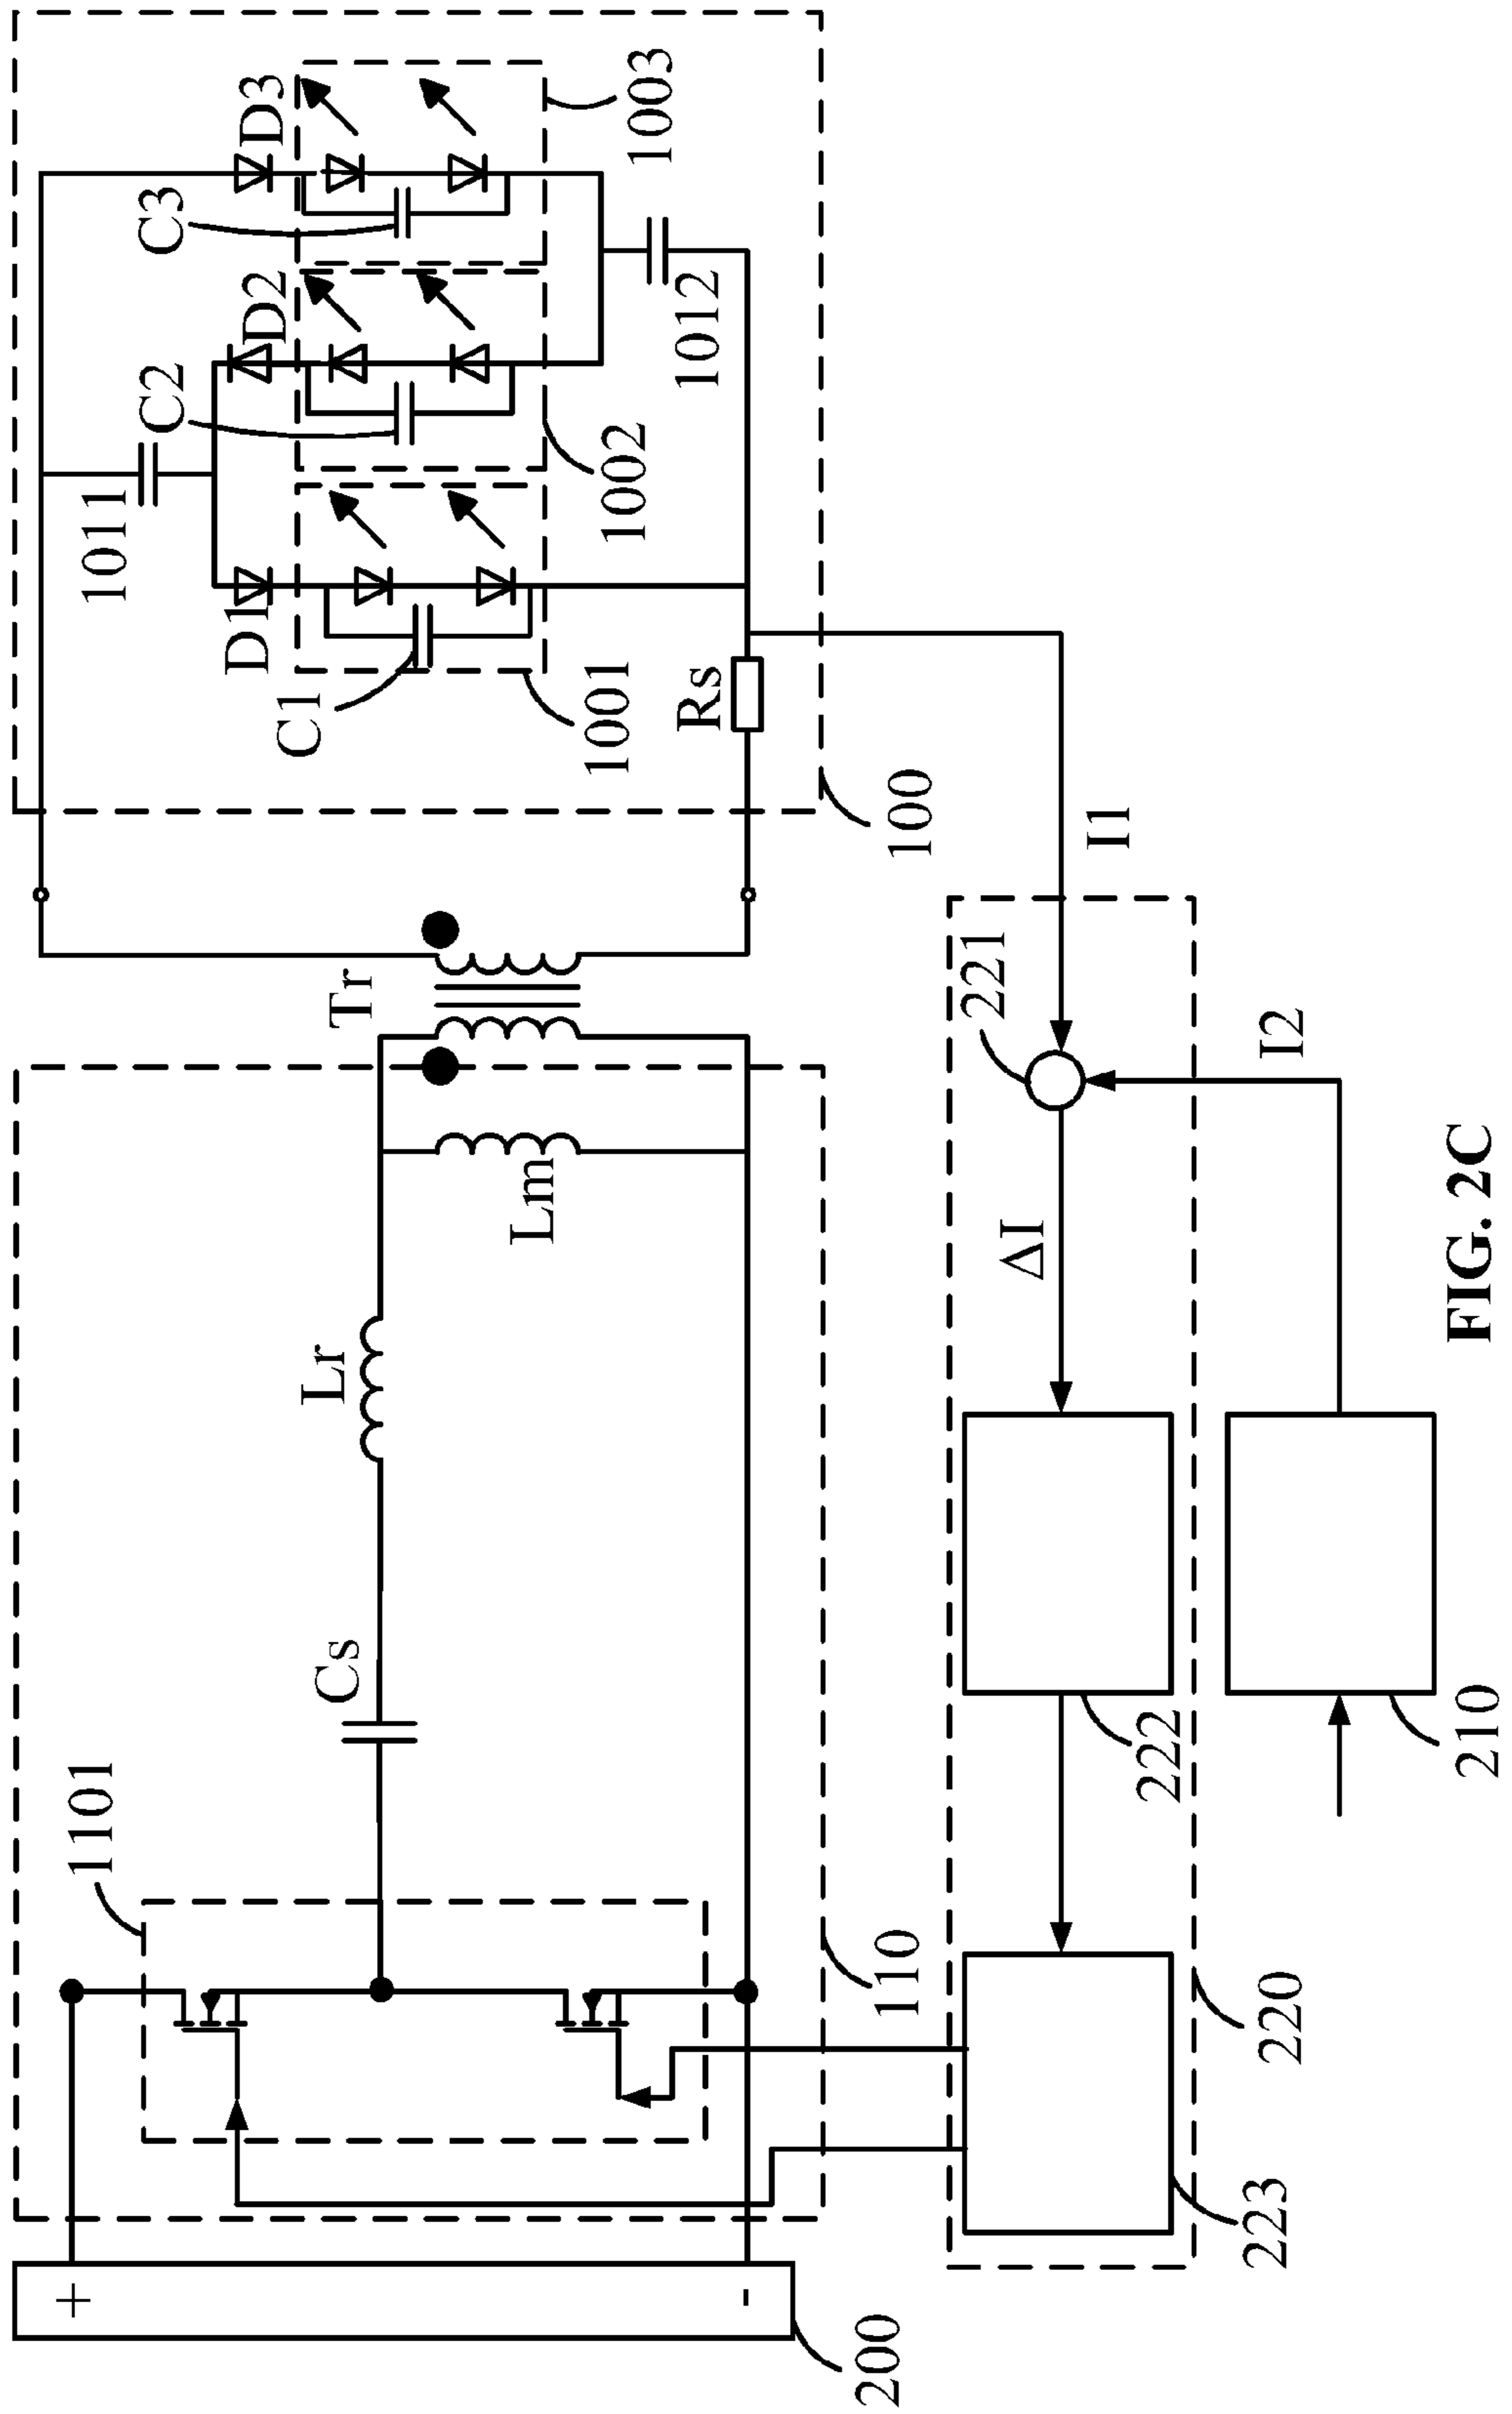 1011
C2
C3
D1
D2
D3
C1
1001
1002
1003
Rs
1012
100
Tr
Lm
Lr
Cs
1101
110
+
-
200
I1
221
I2
ΔI
222
210
223
220
FIG. 2C